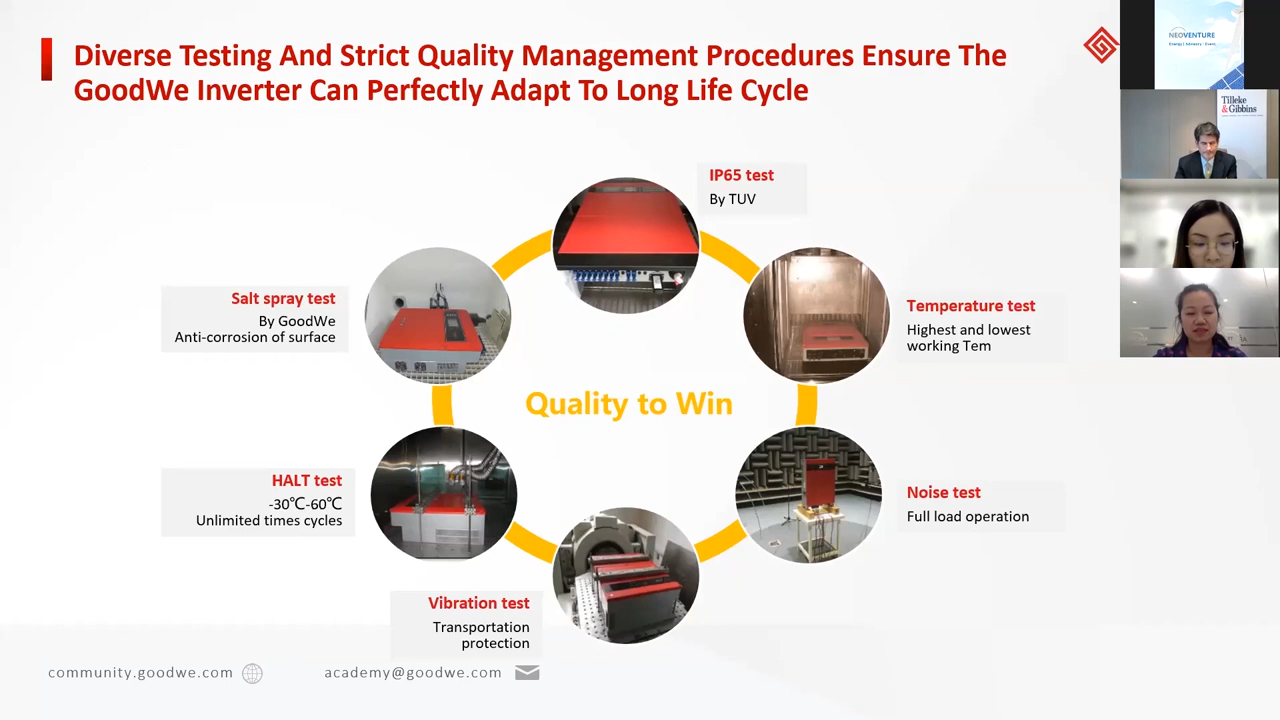 Diverse Testing And Strict Quality Management Procedures Ensure The
GoodWe Inverter Can Perfectly Adapt To Long Life Cycle
NEOVENTURE
Energy | Advisory | Event
Tilleke
& Gibbins
IP65 test
By TUV
Salt spray test
By GoodWe
Anti-corrosion of surface
Temperature test
Highest and lowest
working Tem
Quality to Win
HALT test
-30℃-60℃
Unlimited times cycles
Noise test
Full load operation
Vibration test
Transportation
protection
community.goodwe.com
academy@goodwe.com